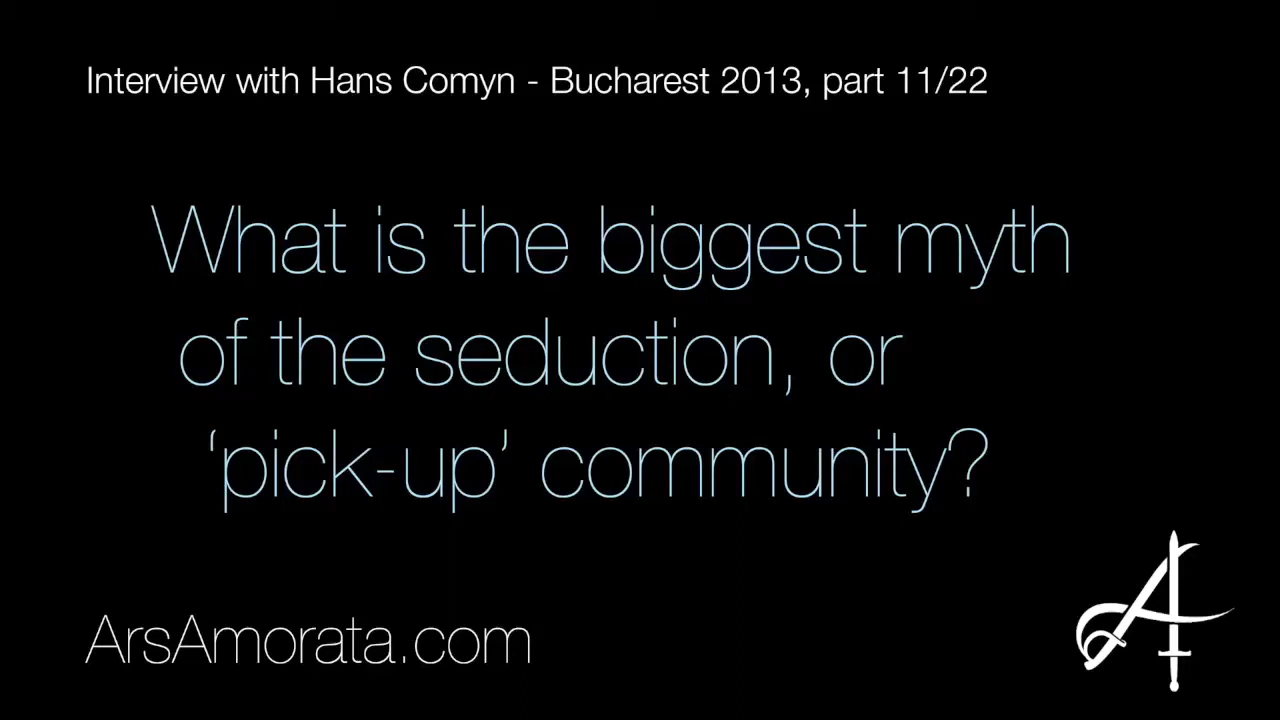 Interview with Hans Comyn - Bucharest 2013, part 11/22
What is the biggest myth
of the seduction, or
‘pick-up’ community?
ArsAmorata.com